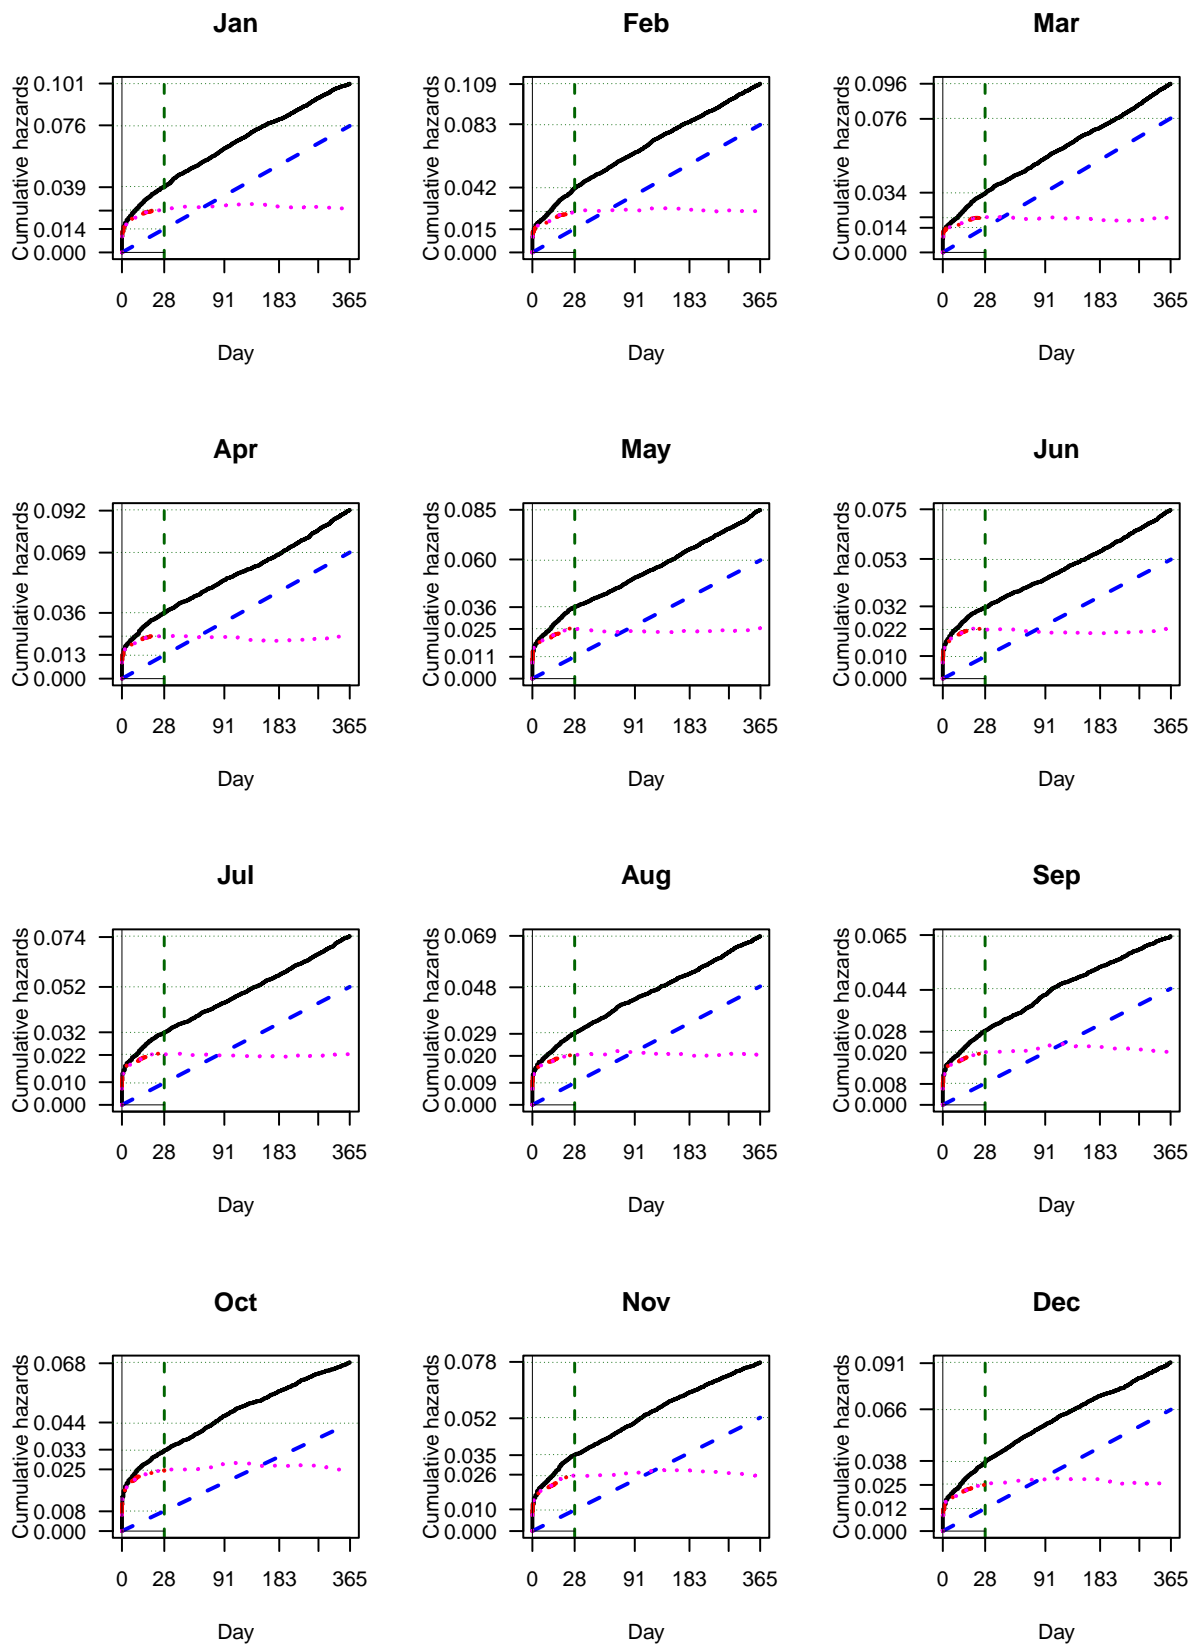 Jan
Cumulative hazards
0.101
0.076
0.039
0.014
0.000
0 28 91 183 365
Day
Feb
Cumulative hazards
0.109
0.083
0.042
0.015
0.000
0 28 91 183 365
Day
Mar
Cumulative hazards
0.096
0.076
0.034
0.014
0.000
0 28 91 183 365
Day
Apr
Cumulative hazards
0.092
0.069
0.036
0.013
0.000
0 28 91 183 365
Day
May
Cumulative hazards
0.085
0.060
0.036
0.025
0.011
0.000
0 28 91 183 365
Day
Jun
Cumulative hazards
0.075
0.053
0.032
0.022
0.010
0.000
0 28 91 183 365
Day
Jul
Cumulative hazards
0.074
0.052
0.032
0.022
0.010
0.000
0 28 91 183 365
Day
Aug
Cumulative hazards
0.069
0.048
0.029
0.020
0.009
0.000
0 28 91 183 365
Day
Sep
Cumulative hazards
0.065
0.044
0.028
0.020
0.008
0.000
0 28 91 183 365
Day
Oct
Cumulative hazards
0.068
0.044
0.033
0.025
0.008
0.000
0 28 91 183 365
Day
Nov
Cumulative hazards
0.078
0.052
0.035
0.026
0.010
0.000
0 28 91 183 365
Day
Dec
Cumulative hazards
0.091
0.066
0.038
0.025
0.012
0.000
0 28 91 183 365
Day